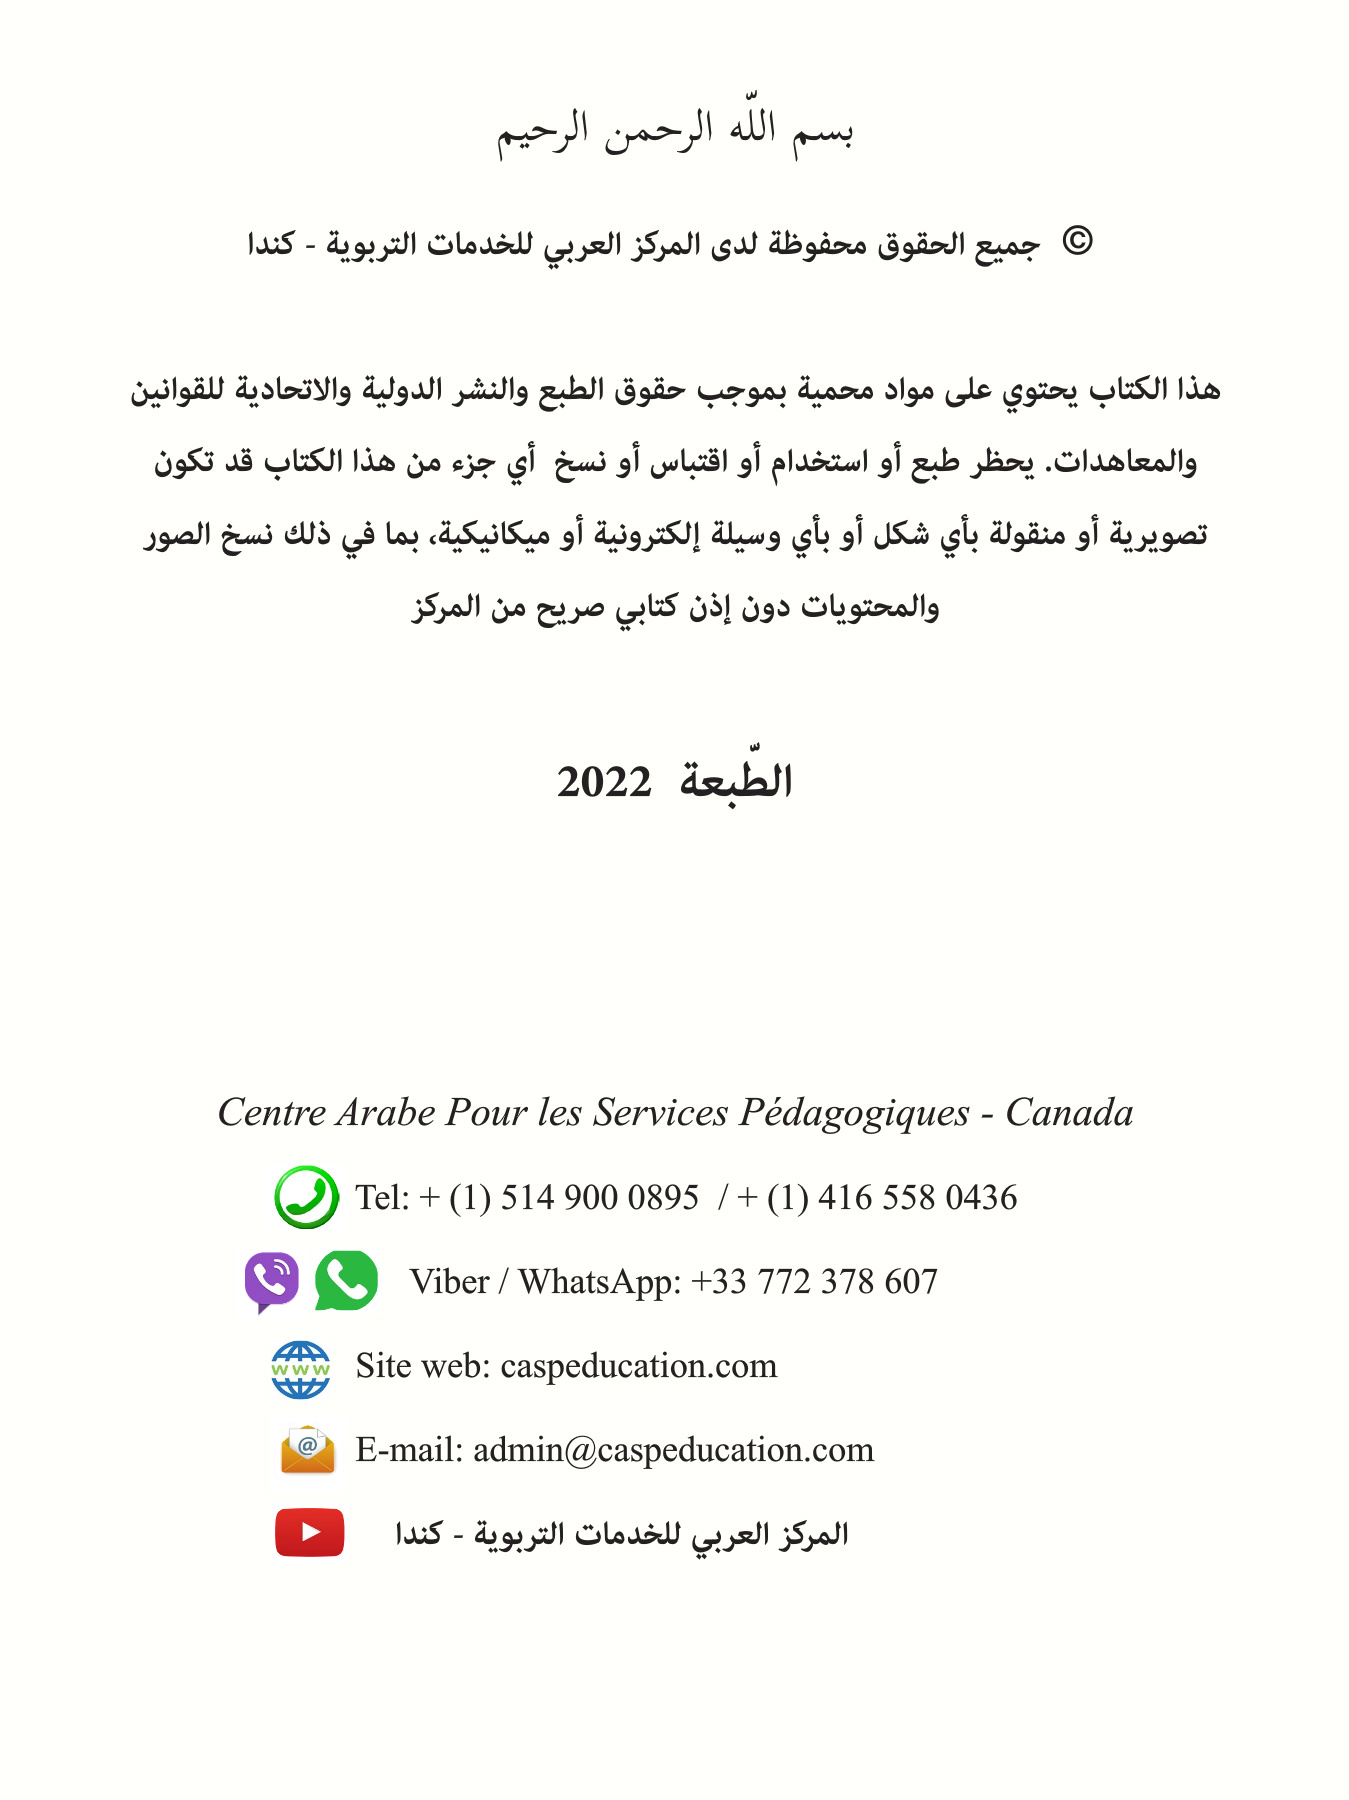 بسم اللّه الرحمن الرحيم
© جميع الحقوق محفوظة لدى المركز العربي للخدمات التربوية - كندا
هذا الكتاب يحتوي على مواد محمية بموجب حقوق الطبع والنشر الدولية والاتحادية للقوانين
والمعاهدات. يحظر طبع أو استخدام أو اقتباس أو نسخ أي جزء من هذا الكتاب قد تكون
تصويرية أو منقولة بأي شكل أو بأي وسيلة إلكترونية أو ميكانيكية، بما في ذلك نسخ الصور
والمحتويات دون إذن كتابي صريح من المركز
الطّبعة 2022
Centre Arabe Pour les Services Pédagogiques - Canada
Tel: + (1) 514 900 0895 / + (1) 416 558 0436
Viber / WhatsApp: +33 772 378 607
www Site web: caspeducation.com
@ E-mail: admin@caspeducation.com
المركز العربي للخدمات التربوية - كندا